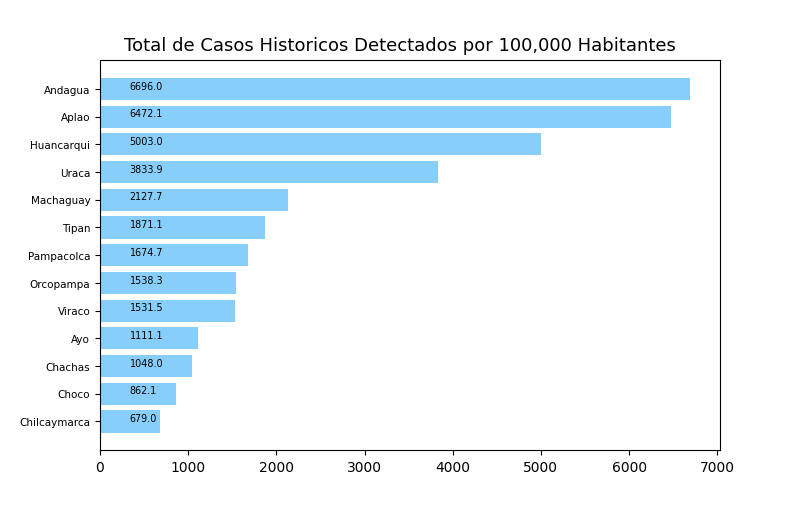 Total de Casos Historicos Detectados por 100,000 Habitantes
Andagua 6696.0
Aplao 6472.1
Huancarqui 5003.0
Uraca 3833.9
Machaguay 2127.7
Tipan 1871.1
Pampacolca 1674.7
Orcopampa 1538.3
Viraco 1531.5
Ayo 1111.1
Chachas 1048.0
Choco 862.1
Chilcaymarca 679.0
0 1000 2000 3000 4000 5000 6000 7000